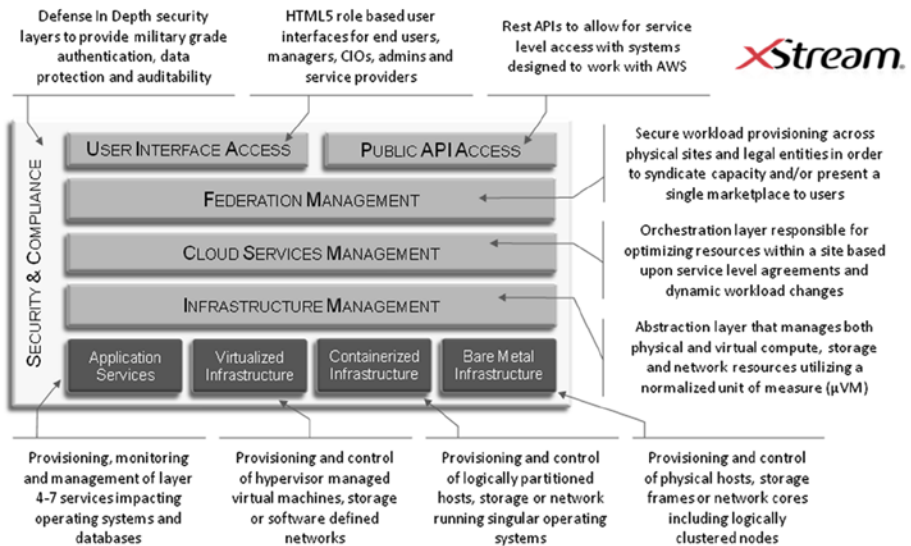 Defense In Depth security
layers to provide military grade
authentication, data
protection and auditability
HTML5 role based user
interfaces for end users,
managers, CIOs, admins and
service providers
Rest APIs to allow for service
level access with systems
designed to work with AWS
xStream.
SECURITY & COMPLIANCE
USER INTERFACE ACCESS
PUBLIC API ACCESS
FEDERATION MANAGEMENT
CLOUD SERVICES MANAGEMENT
INFRASTRUCTURE MANAGEMENT
Application
Services
Virtualized
Infrastructure
Containerized
Infrastructure
Bare Metal
Infrastructure
Secure workload provisioning across
physical sites and legal entities in order
to syndicate capacity and/or present a
single marketplace to users
Orchestration layer responsible for
optimizing resources within a site based
upon service level agreements and
dynamic workload changes
Abstraction layer that manages both
physical and virtual compute, storage
and network resources utilizing a
normalized unit of measure (µVM)
Provisioning, monitoring
and management of layer
4-7 services impacting
operating systems and
databases
Provisioning and control
of hypervisor managed
virtual machines, storage
or software defined
networks
Provisioning and control
of logically partitioned
hosts, storage or network
running singular operating
systems
Provisioning and control
of physical hosts, storage
frames or network cores
including logically
clustered nodes